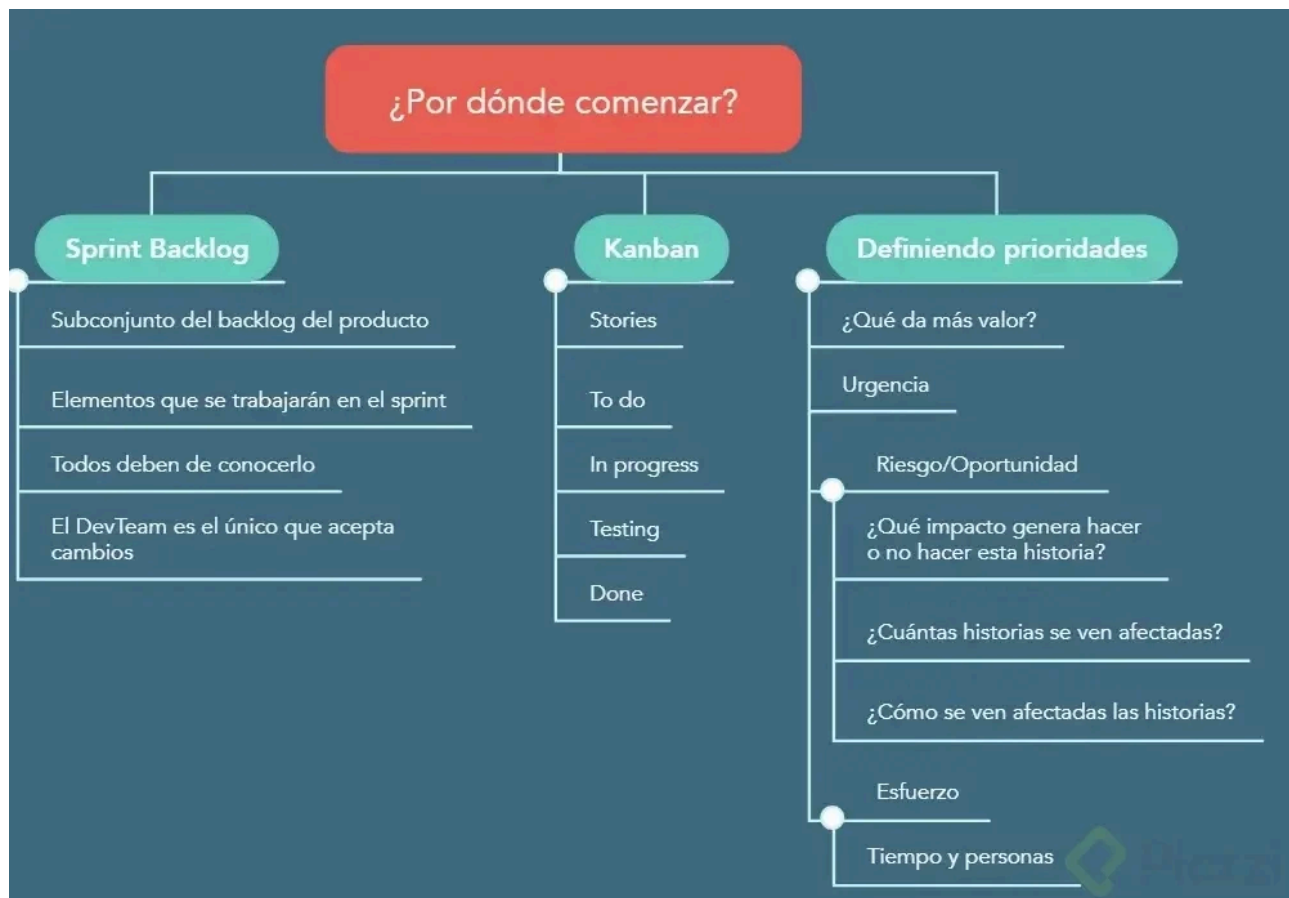 ¿Por dónde comenzar?
Sprint Backlog
Subconjunto del backlog del producto
Elementos que se trabajarán en el sprint
Todos deben de conocerlo
El DevTeam es el único que acepta
cambios
Kanban
Stories
To do
In progress
Testing
Done
Definiendo prioridades
¿Qué da más valor?
Urgencia
Riesgo/Oportunidad
¿Qué impacto genera hacer
o no hacer esta historia?
¿Cuántas historias se ven afectadas?
¿Cómo se ven afectadas las historias?
Esfuerzo
Tiempo y personas